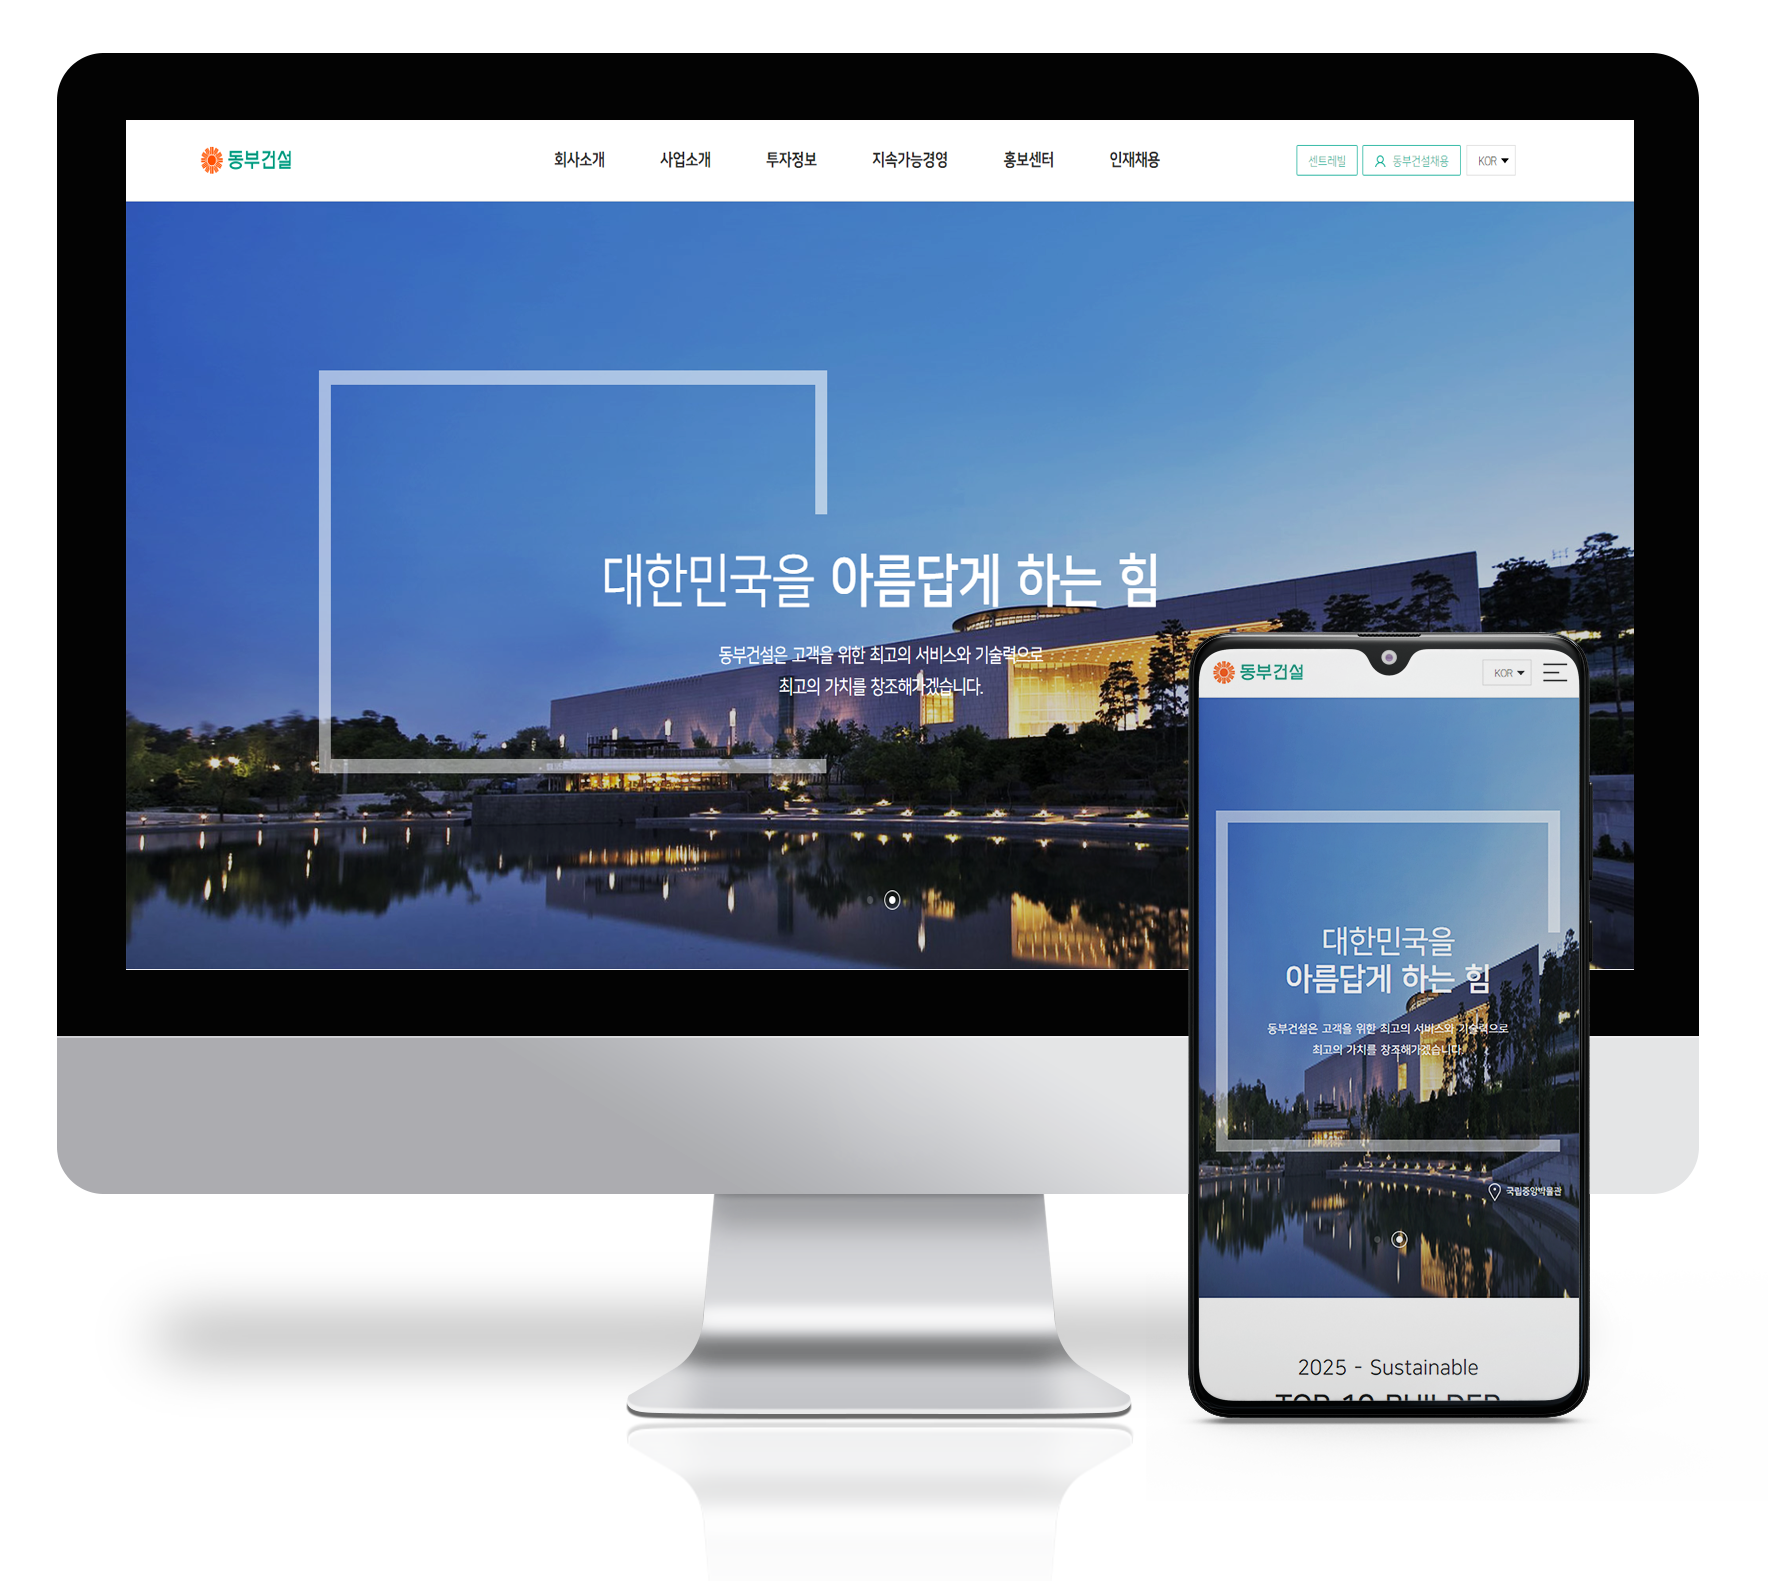 동부건설
회사소개 사업소개 투자정보 지속가능경영 홍보센터 인재채용
센트레빌 동부건설채용 KOR
대한민국을 아름답게 하는 힘
동부건설은 고객을 위한 최고의 서비스와 기술력으로
최고의 가치를 창조해가겠습니다.
동부건설 KOR
대한민국을
아름답게 하는 힘
동부건설은 고객을 위한 최고의 서비스와 기술력으로
최고의 가치를 창조해가겠습니다.
국립중앙박물관
2025 - Sustainable
TOP 10 BUILDER